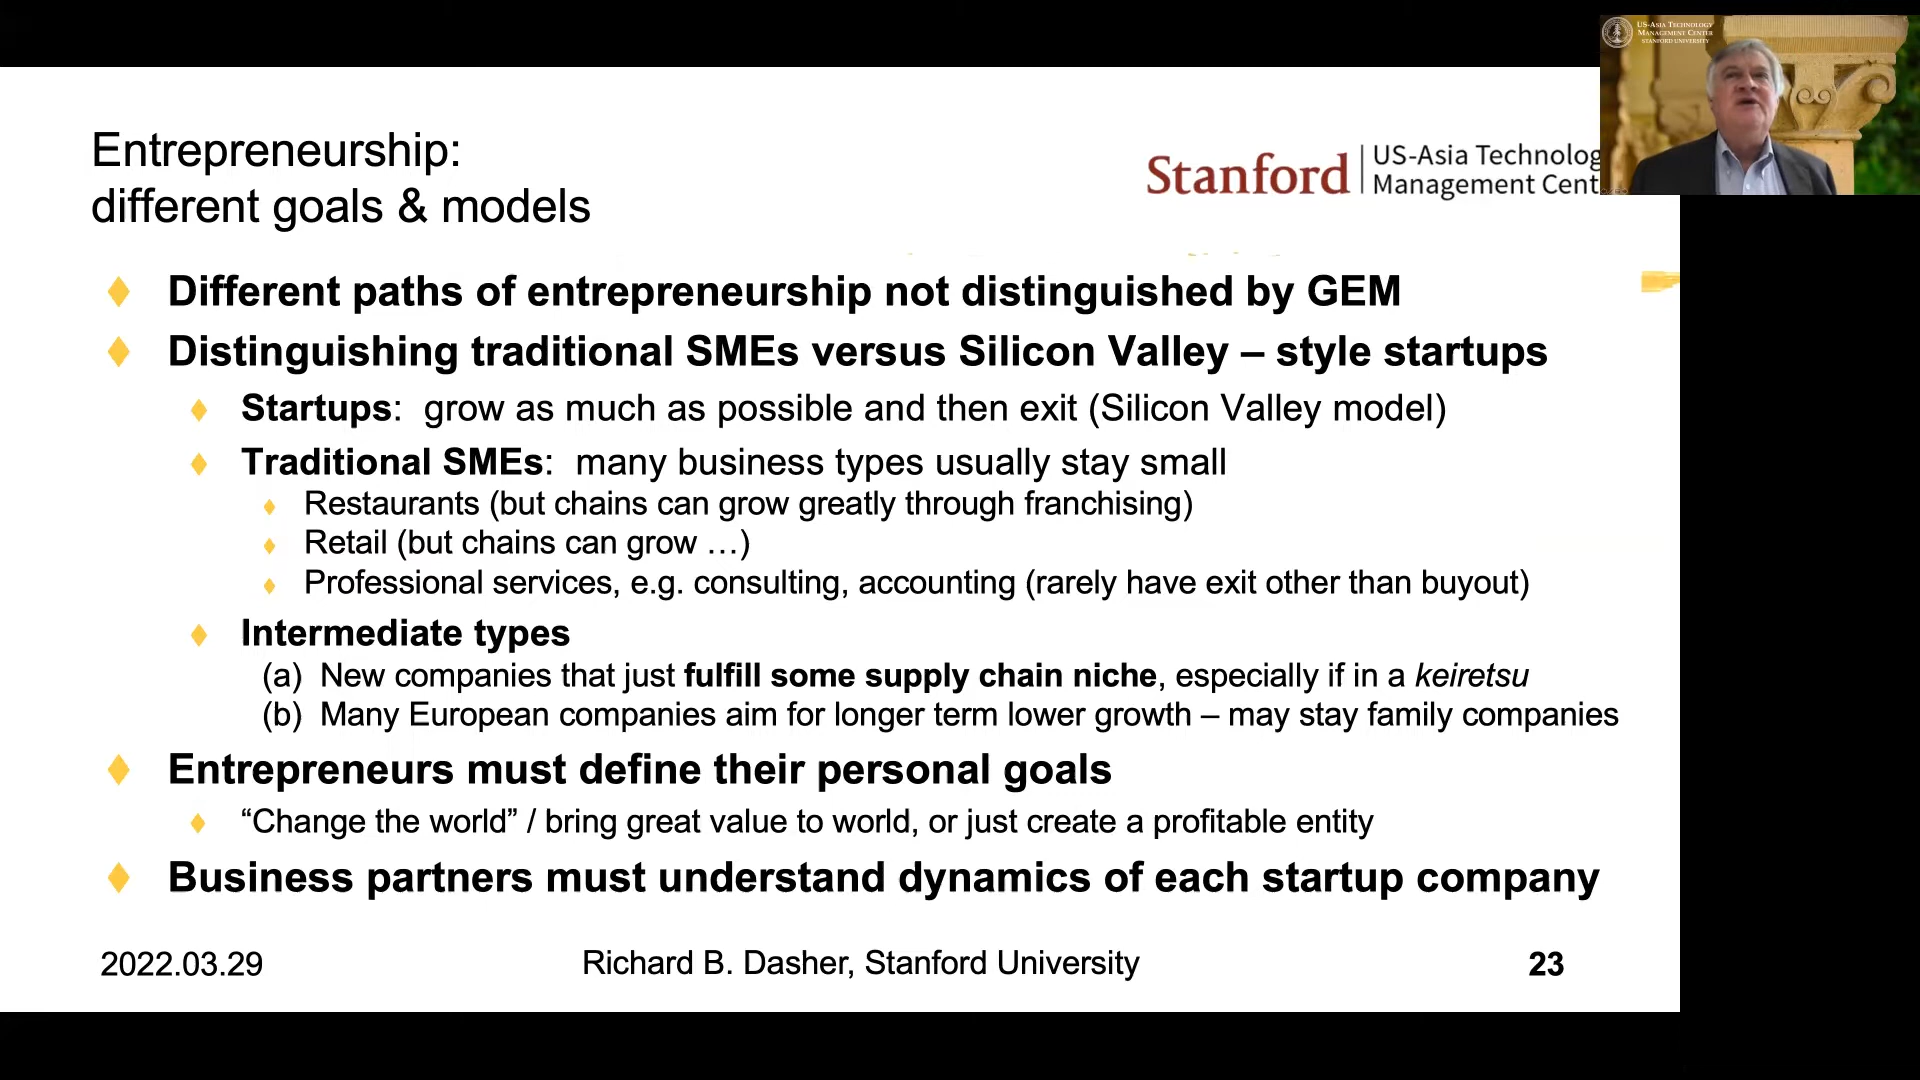 US-Asia Technology
Management Center
Stanford University
Entrepreneurship:
different goals & models
Stanford
US-Asia Technolog
Management Cent
Different paths of entrepreneurship not distinguished by GEM
Distinguishing traditional SMEs versus Silicon Valley – style startups
Startups:  grow as much as possible and then exit (Silicon Valley model)
Traditional SMEs:  many business types usually stay small
Restaurants (but chains can grow greatly through franchising)
Retail (but chains can grow …)
Professional services, e.g. consulting, accounting (rarely have exit other than buyout)
Intermediate types
(a)  New companies that just fulfill some supply chain niche, especially if in a keiretsu
(b)  Many European companies aim for longer term lower growth – may stay family companies
Entrepreneurs must define their personal goals
“Change the world” / bring great value to world, or just create a profitable entity
Business partners must understand dynamics of each startup company
2022.03.29
Richard B. Dasher, Stanford University
23